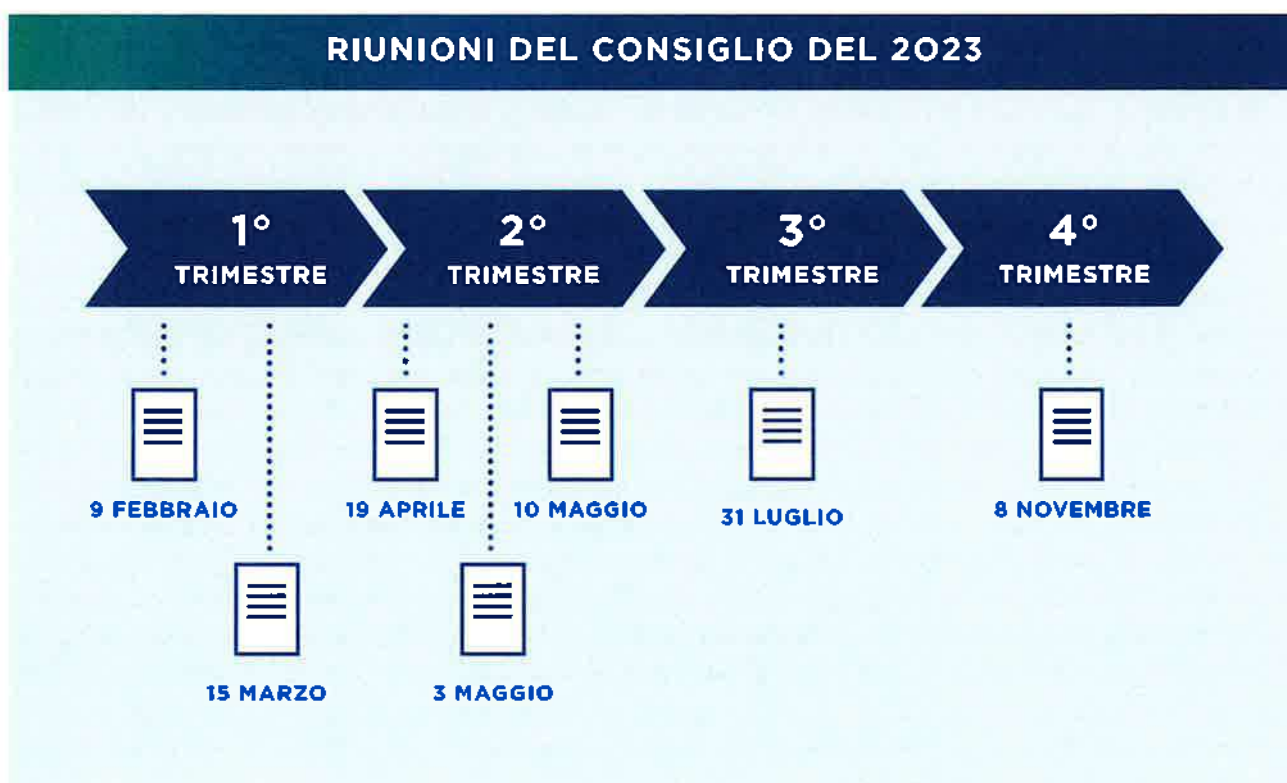 RIUNIONI DEL CONSIGLIO DEL 2023
1°
TRIMESTRE
2°
TRIMESTRE
3°
TRIMESTRE
4°
TRIMESTRE
9 FEBBRAIO
19 APRILE
10 MAGGIO
31 LUGLIO
8 NOVEMBRE
15 MARZO
3 MAGGIO